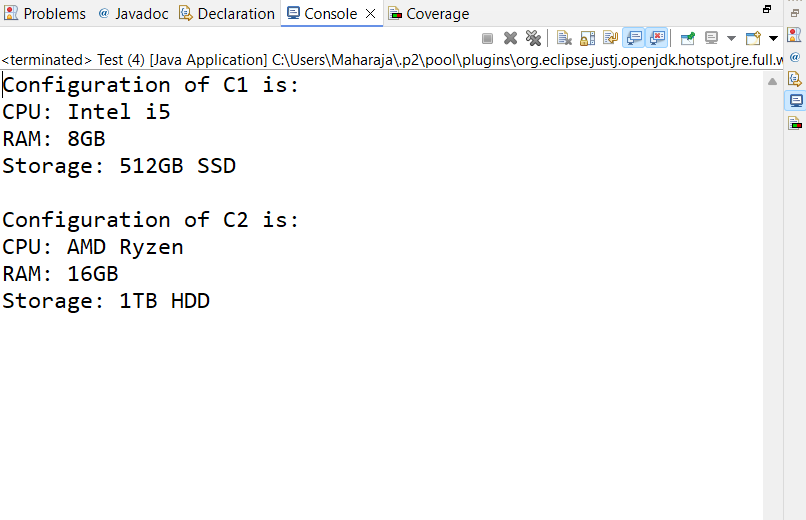 Problems @ Javadoc Declaration Console Coverage
<terminated> Test (4) [Java Application] C:\Users\Maharaja\.p2\pool\plugins\org.eclipse.justj.openjdk.hotspot.jre.full.w
Configuration of C1 is:
CPU: Intel i5
RAM: 8GB
Storage: 512GB SSD
Configuration of C2 is:
CPU: AMD Ryzen
RAM: 16GB
Storage: 1TB HDD